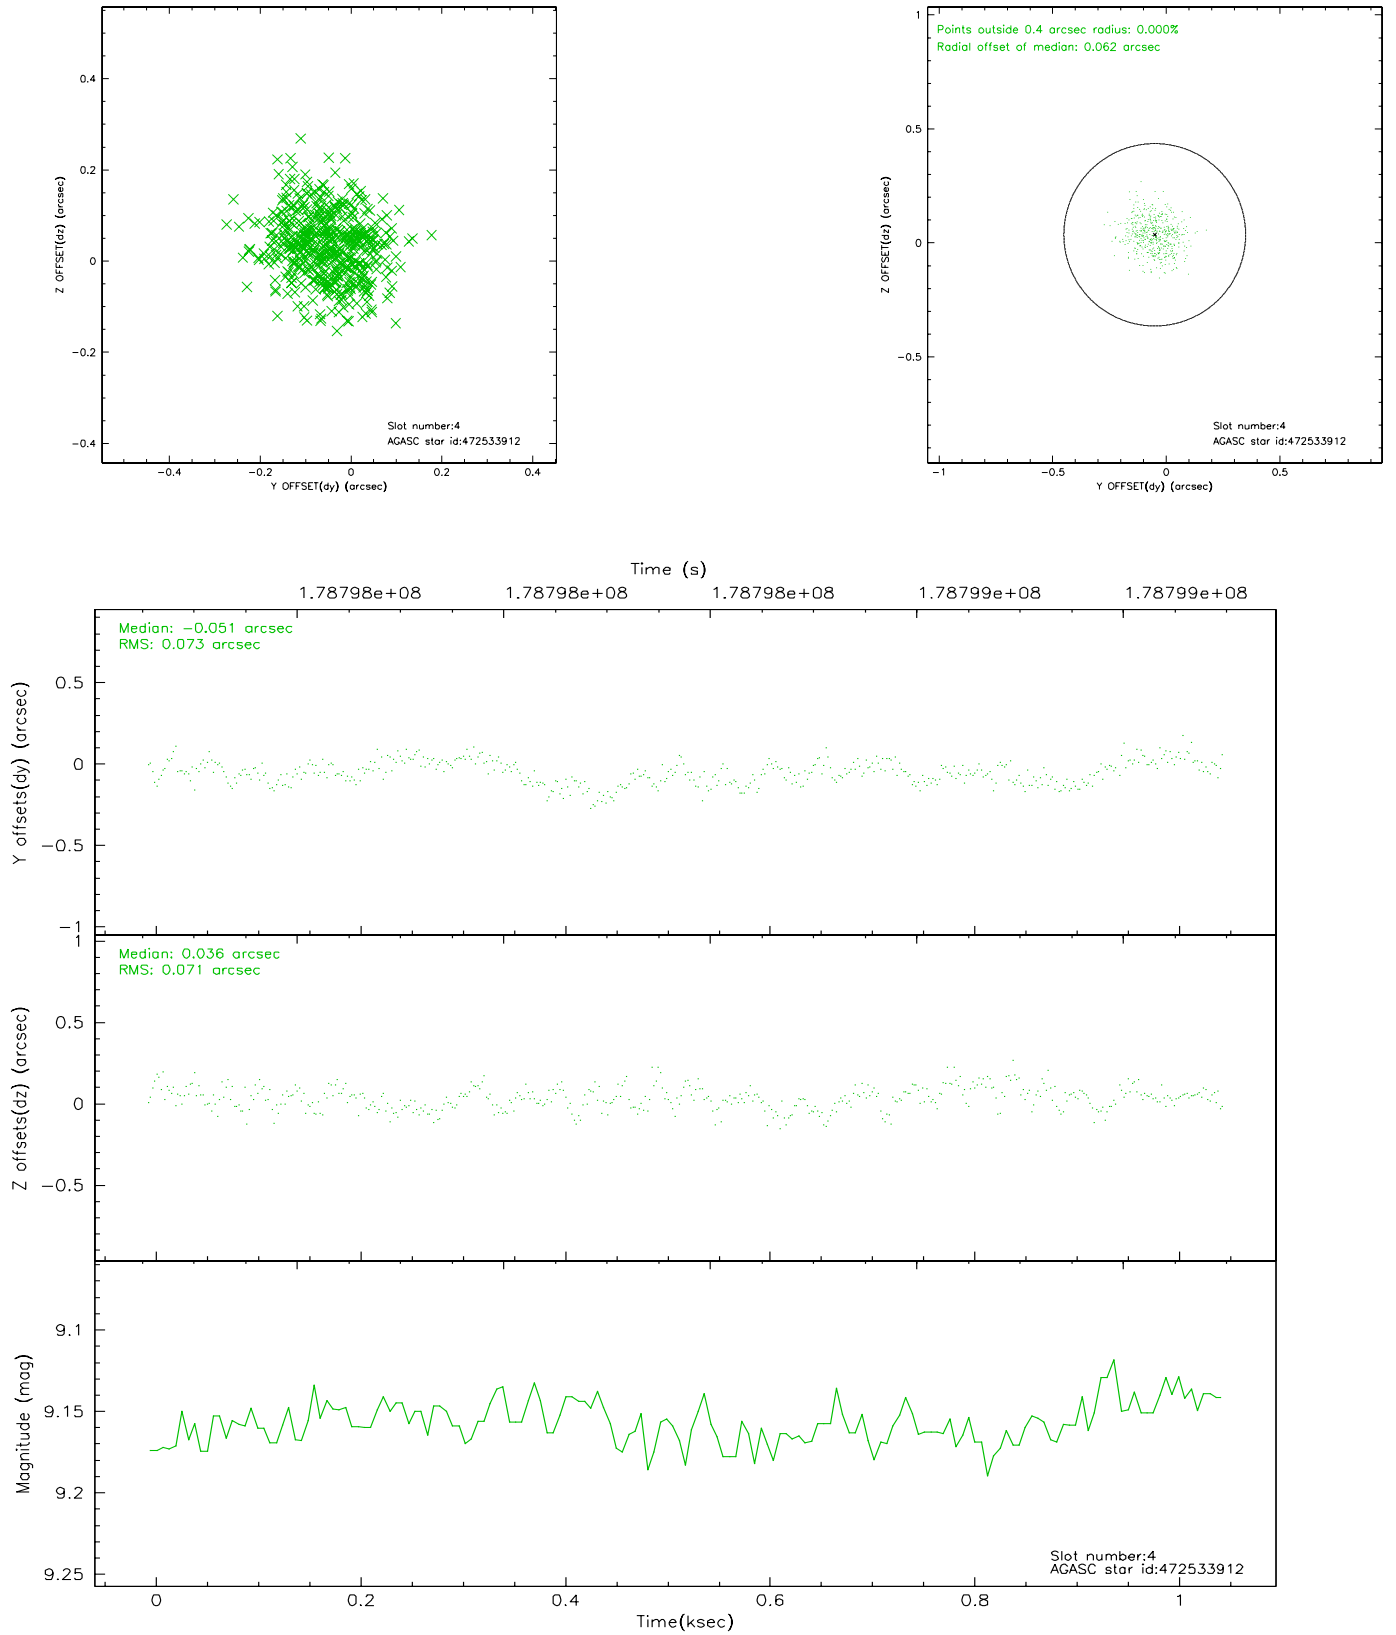 0.4
0.2
0
−0.2
−0.4
Z OFFSET(dz) (arcsec)
Slot number:4
AGASC star id:472533912
−0.4 −0.2 0 0.2 0.4
Y OFFSET(dy) (arcsec)
Points outside 0.4 arcsec radius: 0.000%
Radial offset of median: 0.062 arcsec
1
0.5
0
−0.5
Z OFFSET(dz) (arcsec)
Slot number:4
AGASC star id:472533912
−1 −0.5 0 0.5
Y OFFSET(dy) (arcsec)
Time (s)
1.78798e+08 1.78798e+08 1.78798e+08 1.78799e+08 1.78799e+08
Median: −0.051 arcsec
RMS: 0.073 arcsec
0.5
0
−0.5
−1
Y offsets(dy) (arcsec)
Median: 0.036 arcsec
RMS: 0.071 arcsec
1
0.5
0
−0.5
Z offsets(dz) (arcsec)
9.1
9.15
9.2
9.25
Magnitude (mag)
Slot number:4
AGASC star id:472533912
0 0.2 0.4 0.6 0.8 1
Time(ksec)